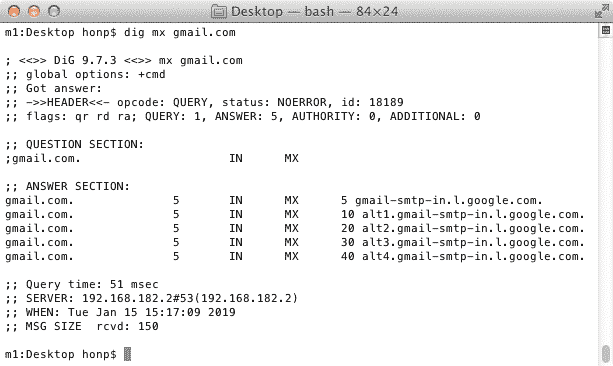 Desktop — bash — 84×24
m1:Desktop honp$ dig mx gmail.com
; <<>> DiG 9.7.3 <<>> mx gmail.com
;; global options: +cmd
;; Got answer:
;; ->>HEADER<<- opcode: QUERY, status: NOERROR, id: 18189
;; flags: qr rd ra; QUERY: 1, ANSWER: 5, AUTHORITY: 0, ADDITIONAL: 0
;; QUESTION SECTION:
;gmail.com. IN MX
;; ANSWER SECTION:
gmail.com. 5 IN MX 5 gmail-smtp-in.l.google.com.
gmail.com. 5 IN MX 10 alt1.gmail-smtp-in.l.google.com.
gmail.com. 5 IN MX 20 alt2.gmail-smtp-in.l.google.com.
gmail.com. 5 IN MX 30 alt3.gmail-smtp-in.l.google.com.
gmail.com. 5 IN MX 40 alt4.gmail-smtp-in.l.google.com.
;; Query time: 51 msec
;; SERVER: 192.168.182.2#53(192.168.182.2)
;; WHEN: Tue Jan 15 15:17:09 2019
;; MSG SIZE rcvd: 150
m1:Desktop honp$